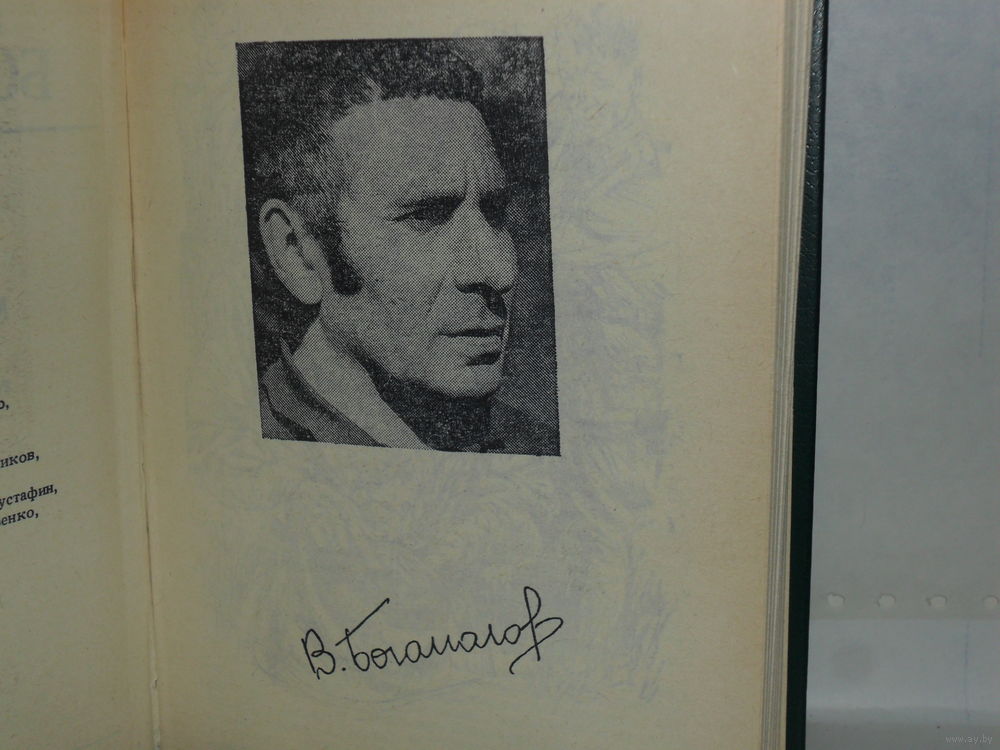 иков,
устафин,
енко,
В. Богомолов
www.ay.by